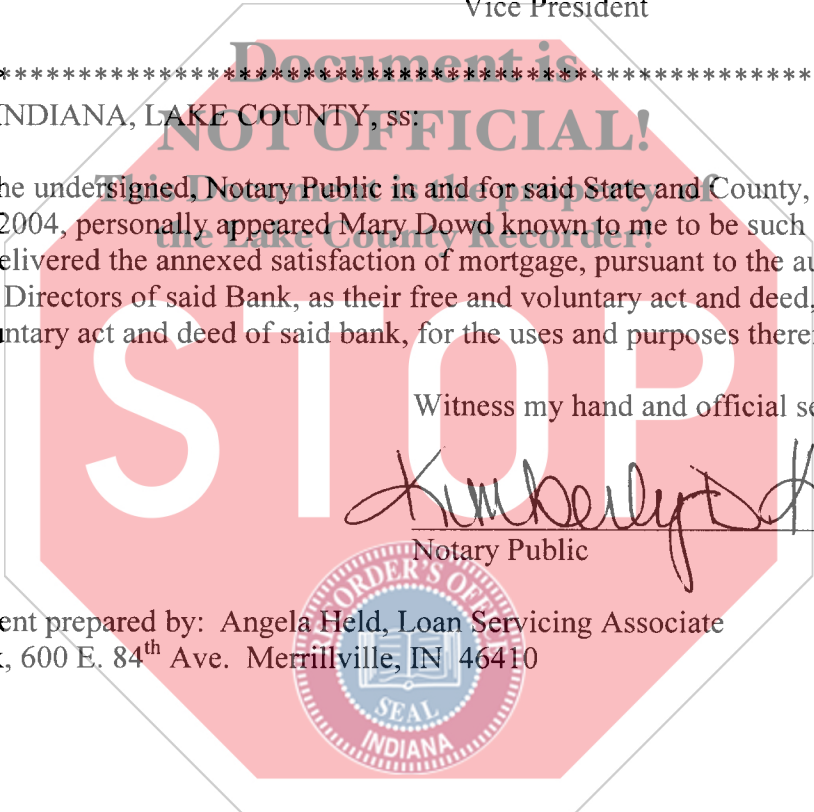 Vice President
Document is
************************************************************
INDIANA, LAKE COUNTY, ss:
NOT OFFICIAL!
he undersigned, Notary Public in and for said State and County,
This Document is the property of
2004, personally appeared Mary Dowd known to me to be such
the Lake County Recorder!
elivered the annexed satisfaction of mortgage, pursuant to the au
Directors of said Bank, as their free and voluntary act and deed,
ntary act and deed of said bank, for the uses and purposes there
STOP
Witness my hand and official se
Kimberly D K
Notary Public
RECORDER'S OFFICE
ent prepared by: Angela Held, Loan Servicing Associate
, 600 E. 84th Ave. Merrillville, IN 46410
SEAL
INDIANA